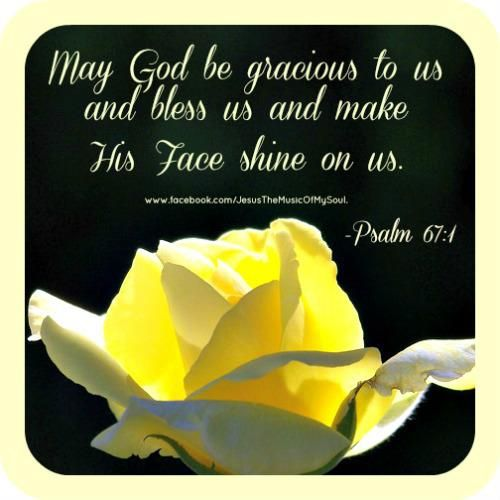 May God be gracious to us
and bless us and make
His Face shine on us.
www.facebook.com/JesusTheMusicOfMySoul.
-Psalm 67:1